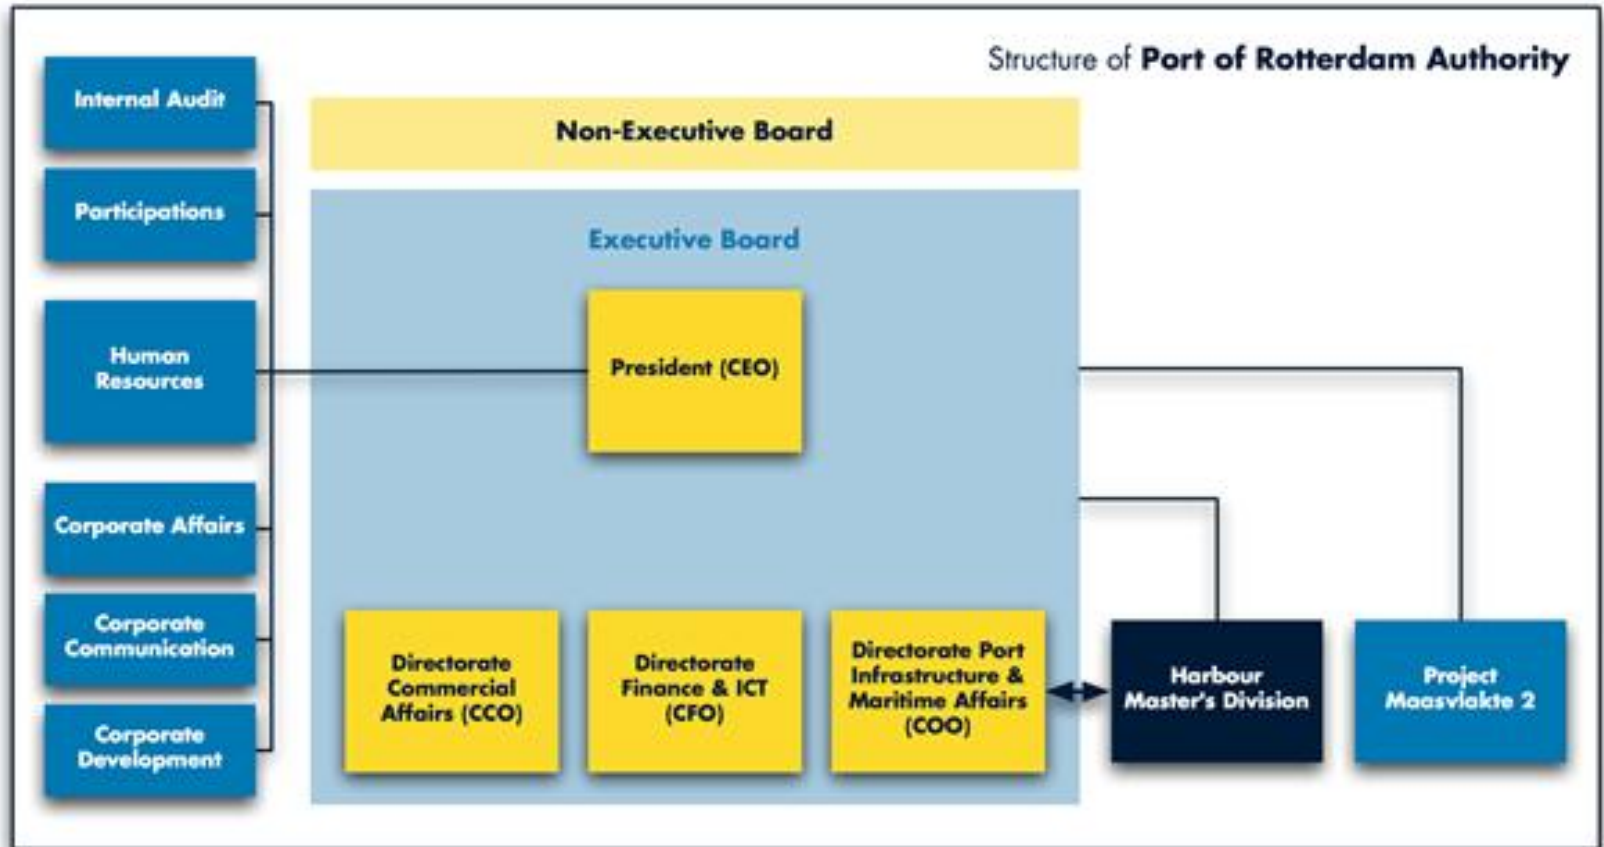 Structure of Port of Rotterdam Authority
Internal Audit
Participations
Human
Resources
Corporate Affairs
Corporate
Communication
Corporate
Development
Non-Executive Board
Executive Board
President (CEO)
Directorate
Commercial
Affairs (CCO)
Directorate
Finance & ICT
(CFO)
Directorate Port
Infrastructure &
Maritime Affairs
(COO)
Harbour
Master's Division
Project
Maasvlakte 2